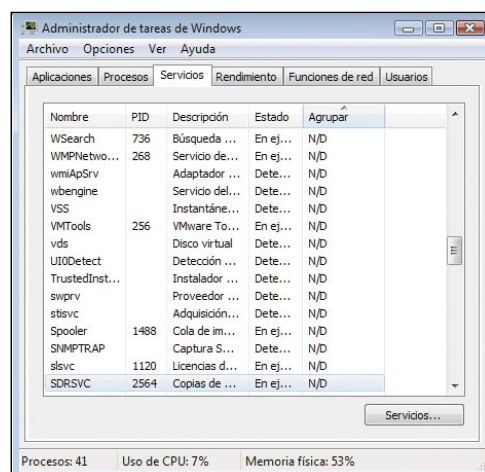 Administrador de tareas de Windows
Archivo Opciones Ver Ayuda
Aplicaciones Procesos Servicios Rendimiento Funciones de red Usuarios
Nombre PID Descripción Estado Agrupar
WSearch 736 Búsqueda ... En ej... N/D
WMPNetwo... 268 Servicio de... En ej... N/D
wmiApSrv Adaptador ... Dete... N/D
wbengine Servicio del... Dete... N/D
VSS Instantáne... Dete... N/D
VMTools 256 VMware To... En ej... N/D
vds Disco virtual Dete... N/D
UI0Detect Detección ... Dete... N/D
TrustedInst... Instalador ... Dete... N/D
swprv Proveedor ... Dete... N/D
stisvc Adquisición... Dete... N/D
Spooler 1488 Cola de im... En ej... N/D
SNMPTRAP Captura S... Dete... N/D
slsvc 1120 Licencias d... En ej... N/D
SDRSVC 2564 Copias de ... En ej... N/D
Servicios...
Procesos: 41 Uso de CPU: 7% Memoria física: 53%